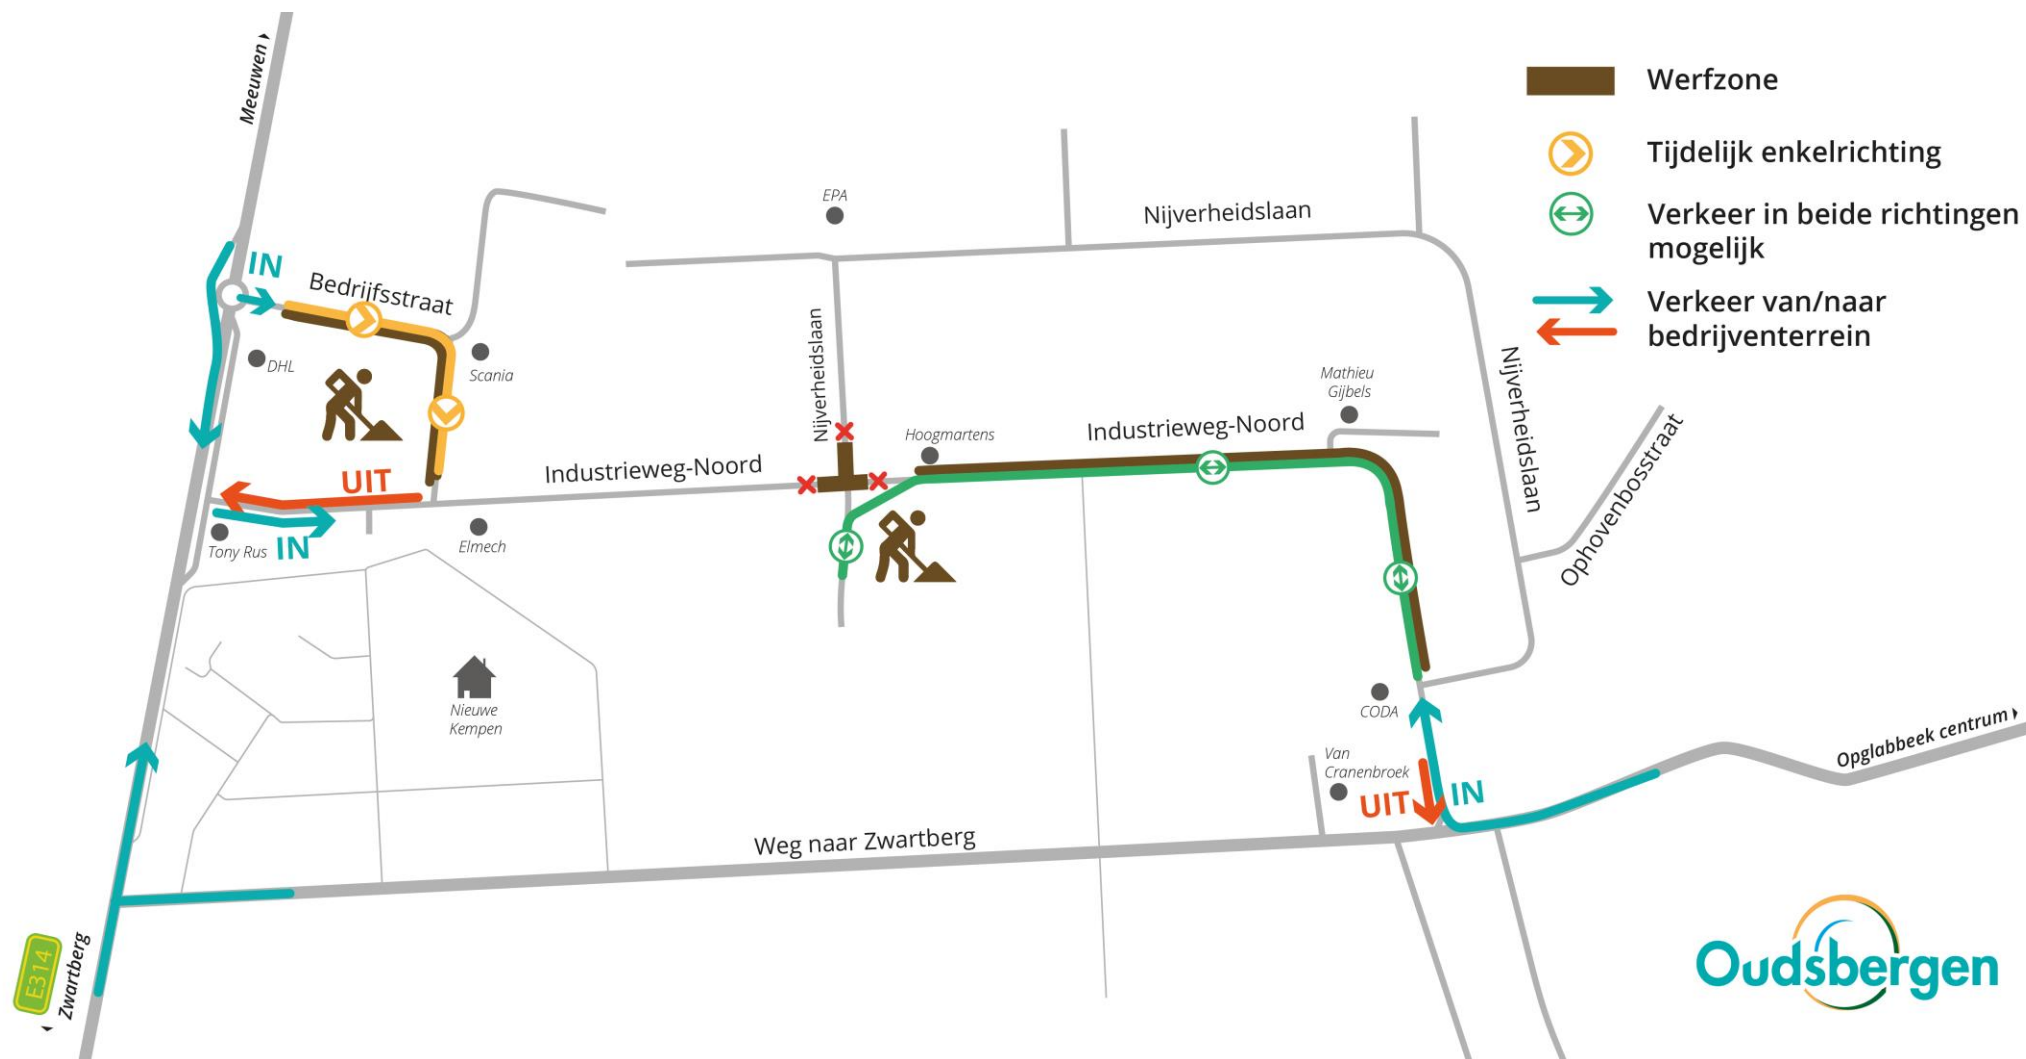 Meeuwen
Werfzone
Tijdelijk enkelrichting
Verkeer in beide richtingen
mogelijk
Verkeer van/naar
bedrijventerrein
EPA
Nijverheidslaan
IN
Bedrijfsstraat
DHL
Scania
Nijverheidslaan
Nijverheidslaan
Mathieu
Gijbels
Hoogmartens
Industrieweg-Noord
Industrieweg-Noord
UIT
Ophovenbosstraat
Tony Rus
IN
Elmech
Nieuwe
Kempen
CODA
Opglabbeek centrum
Van
Cranenbroek
UIT
IN
Weg naar Zwartberg
E314
Zwartberg
Oudsbergen